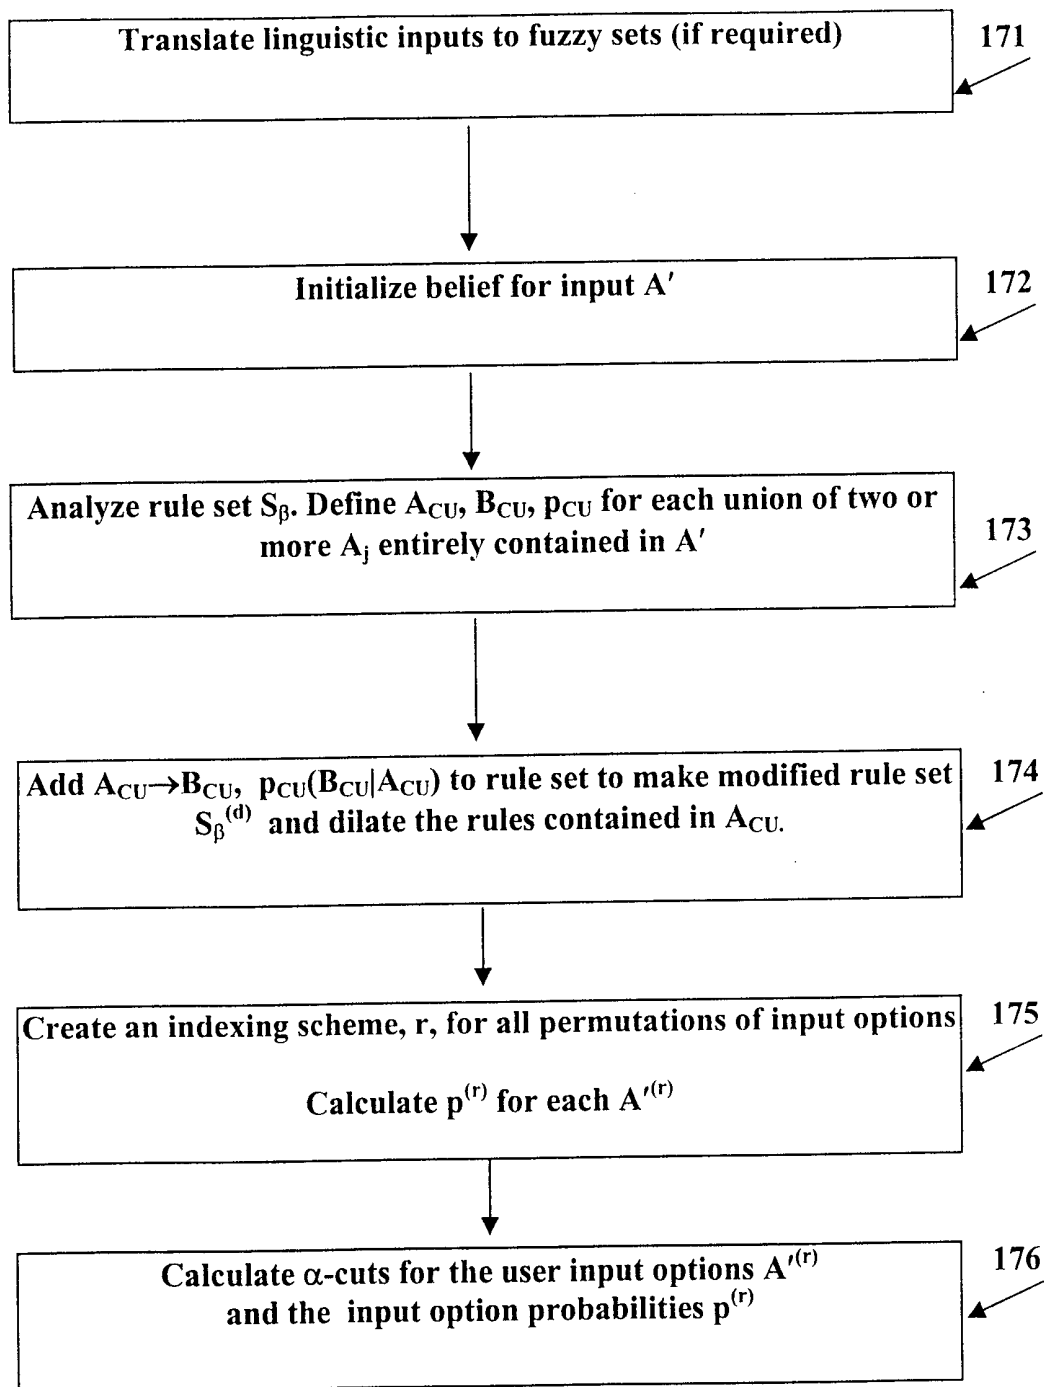 Translate linguistic inputs to fuzzy sets (if required)
171
Initialize belief for input A′
172
Analyze rule set Sβ. Define ACU, BCU, pCU for each union of two or
more Aj entirely contained in A′
173
Add ACU→BCU, pCU(BCU|ACU) to rule set to make modified rule set
Sβ(d) and dilate the rules contained in ACU.
174
Create an indexing scheme, r, for all permutations of input options
Calculate p(r) for each A′(r)
175
Calculate α-cuts for the user input options A′(r)
and the input option probabilities p(r)
176